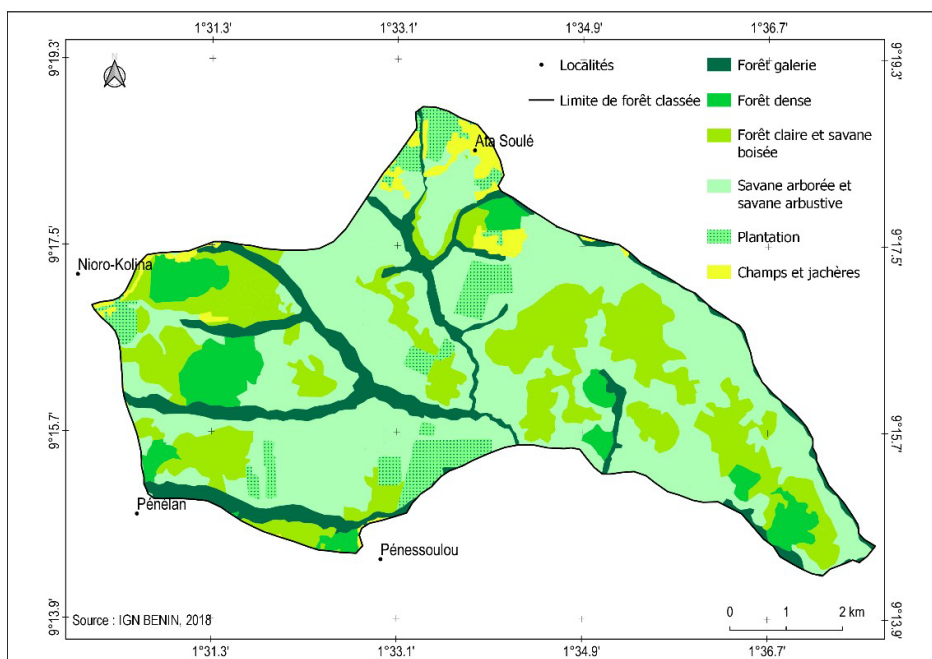 1°31.3' 1°33.1' 1°34.9' 1°36.7'
9°19.3' 9°19.3'
N
Localités
Limite de forêt classée
Forêt galerie
Forêt dense
Forêt claire et savane
boisée
Savane arborée et
savane arbustive
Plantation
Champs et jachères
Ata Soulé
9°17.5' 9°17.5'
Nioro-Kolina
9°15.7' 9°15.7'
Pénélan
Pénessoulou
9°13.9' 9°13.9'
Source : IGN BENIN, 2018
0 1 2 km
1°31.3' 1°33.1' 1°34.9' 1°36.7'